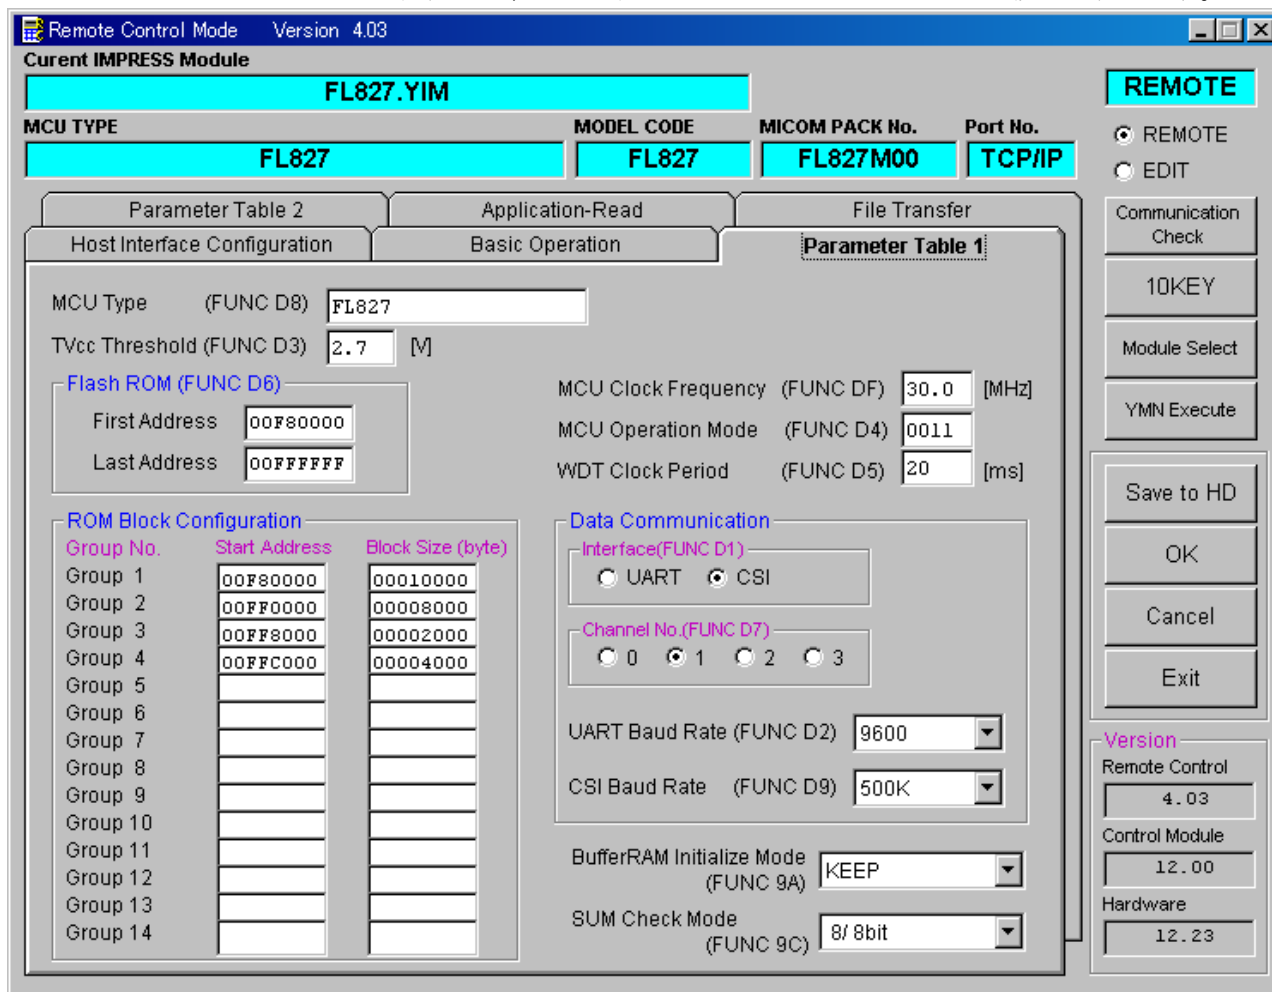 Remote Control Mode Version 4.03
Curent IMPRESS Module
FL827.YIM
MCU TYPE MODEL CODE MICOM PACK No. Port No.
FL827 FL827 FL827M00 TCP/IP
REMOTE
REMOTE
EDIT
Communication
Check
10KEY
Module Select
YMN Execute
Save to HD
OK
Cancel
Exit
Version
Remote Control
4.03
Control Module
12.00
Hardware
12.23
Parameter Table 2 Application-Read File Transfer
Host Interface Configuration Basic Operation Parameter Table 1
MCU Type (FUNC D8) FL827
TVcc Threshold (FUNC D3) 2.7 [V]
Flash ROM (FUNC D6)
First Address 00F80000
Last Address 00FFFFFF
MCU Clock Frequency (FUNC DF) 30.0 [MHz]
MCU Operation Mode (FUNC D4) 0011
WDT Clock Period (FUNC D5) 20 [ms]
ROM Block Configuration
Group No. Start Address Block Size (byte)
Group 1 00F80000 00010000
Group 2 00FF0000 00008000
Group 3 00FF8000 00002000
Group 4 00FFC000 00004000
Group 5
Group 6
Group 7
Group 8
Group 9
Group 10
Group 11
Group 12
Group 13
Group 14
Data Communication
Interface(FUNC D1)
UART CSI
Channel No.(FUNC D7)
0 1 2 3
UART Baud Rate (FUNC D2) 9600
CSI Baud Rate (FUNC D9) 500K
BufferRAM Initialize Mode
(FUNC 9A) KEEP
SUM Check Mode
(FUNC 9C) 8/ 8bit